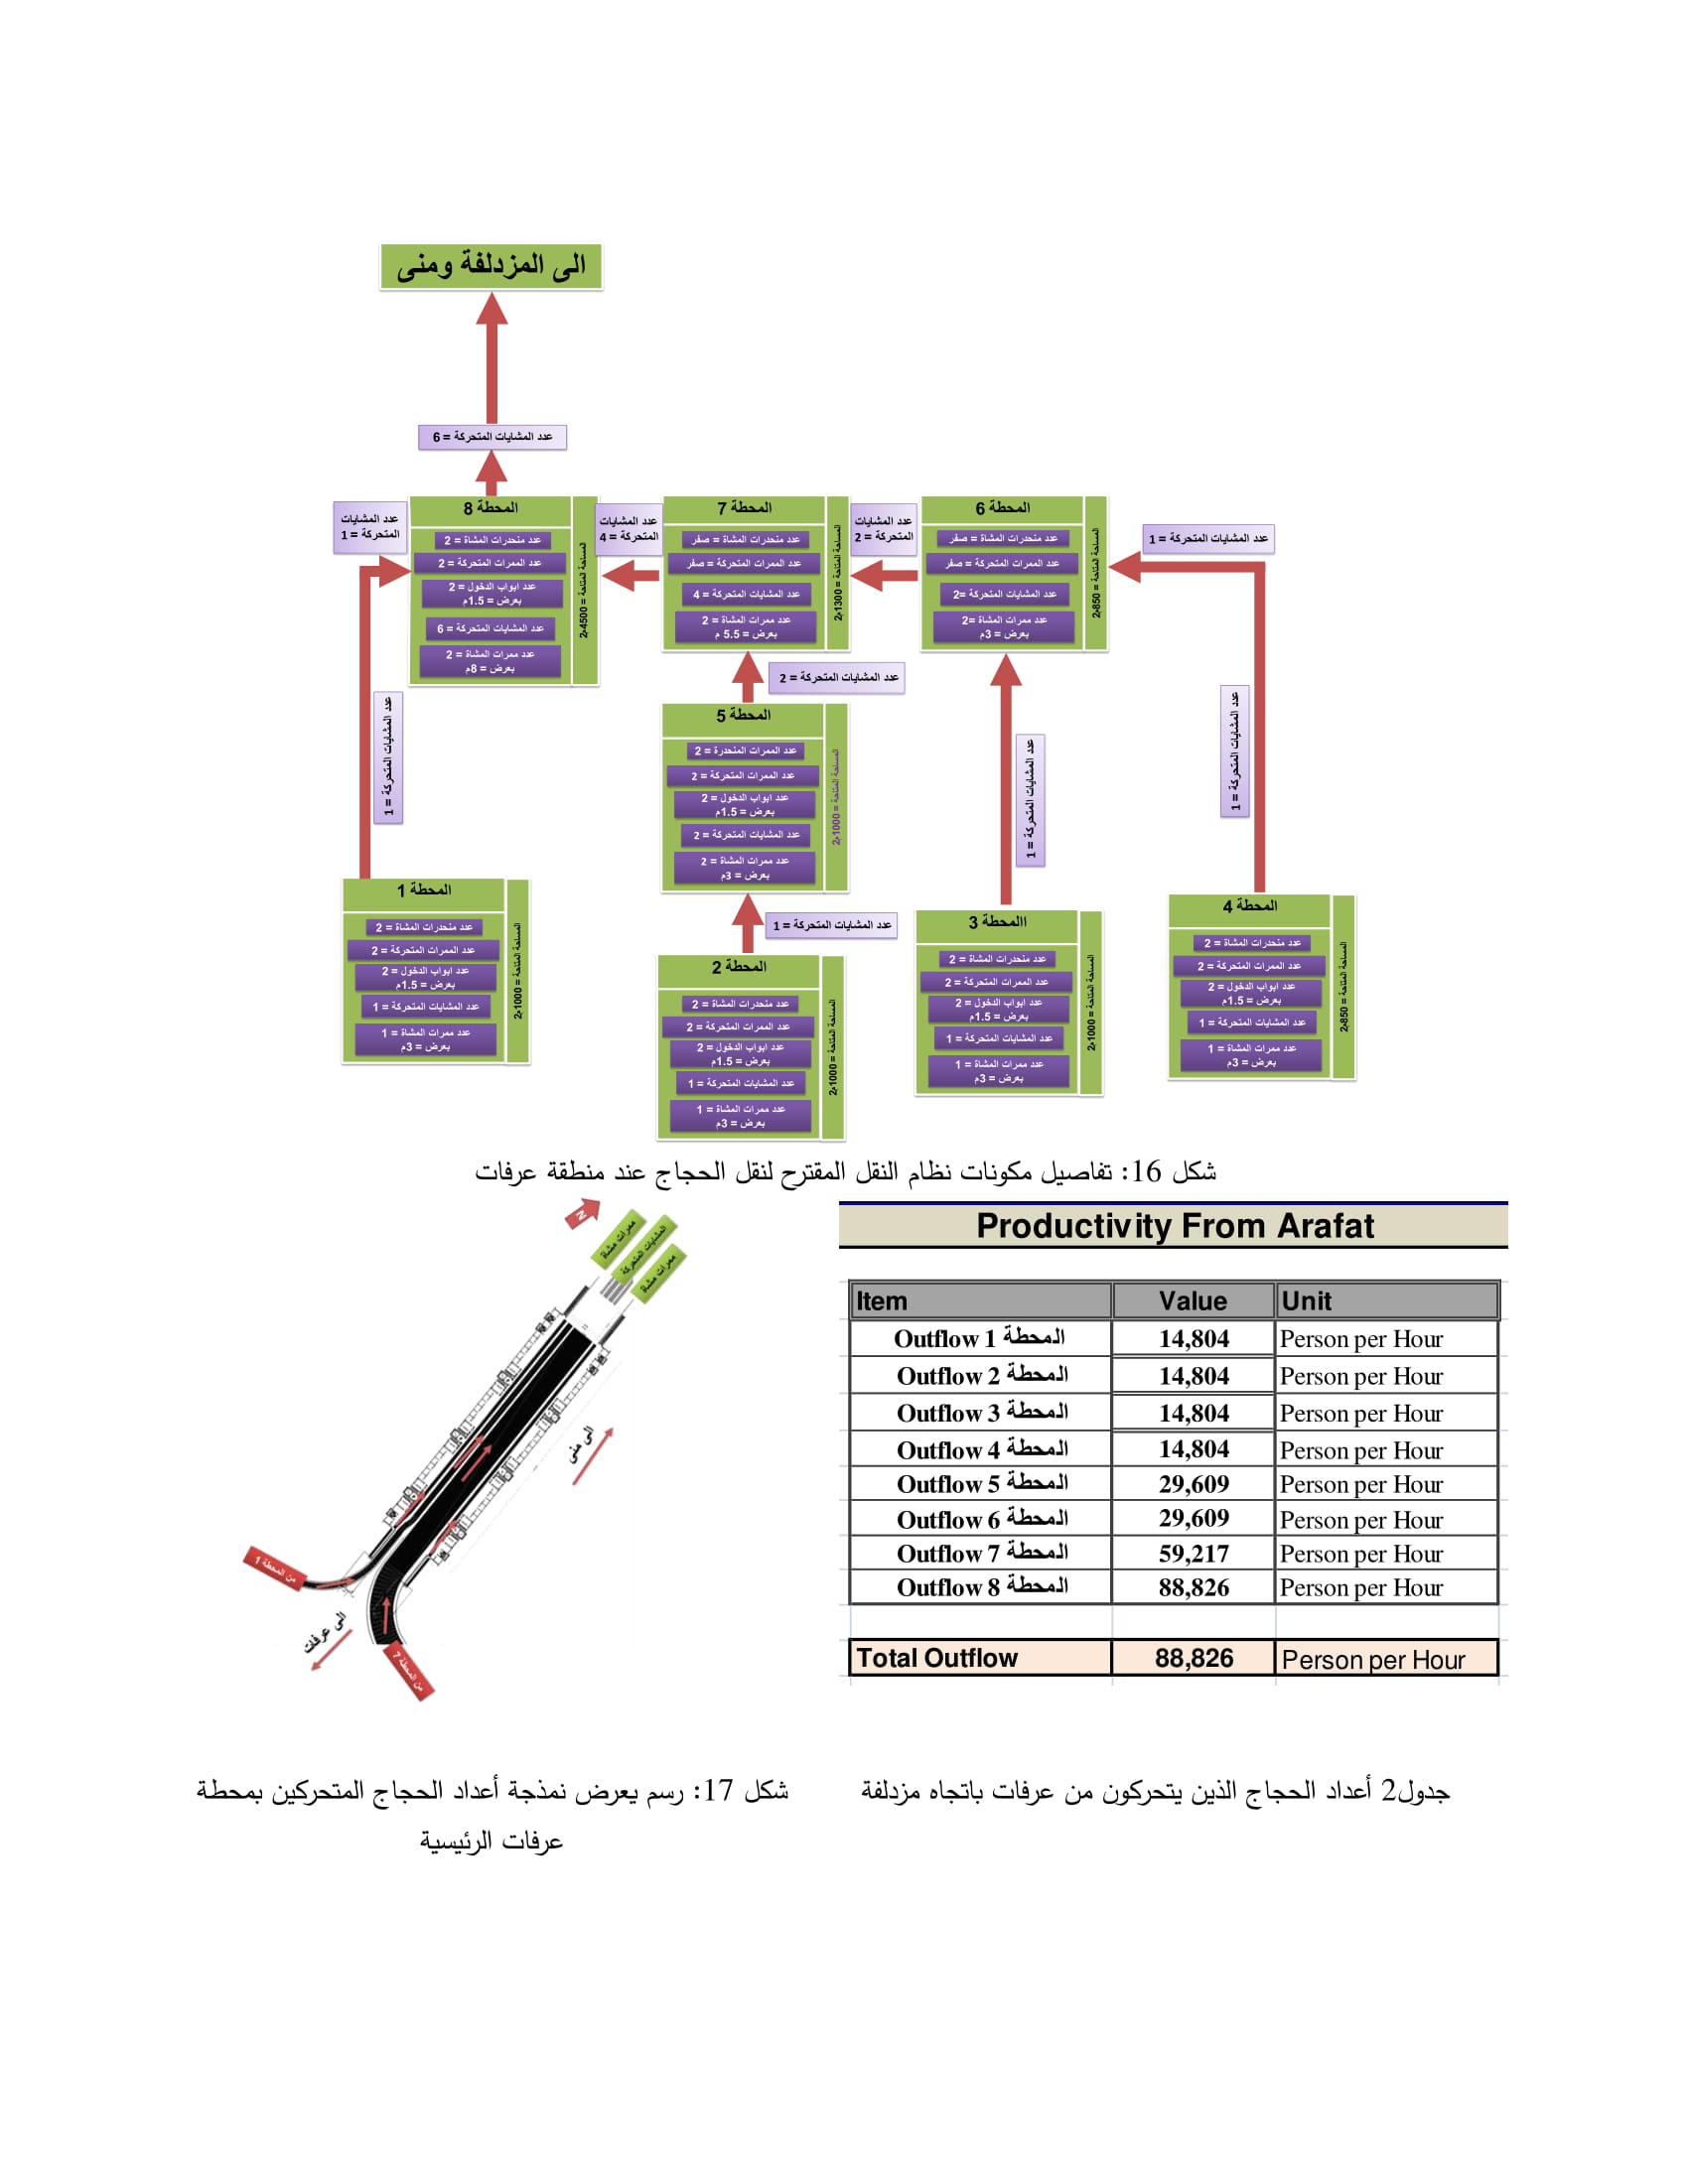 الى المزدلفة ومنى
عدد المشايات المتحركة = 6
عدد المشايات
المتحركة = 1
المحطة 8
عدد منحدرات المشاة = 2
عدد الممرات المتحركة = 2
عدد ابواب الدخول = 2
بعرض = 1.5م
عدد المشايات المتحركة = 6
عدد ممرات المشاة = 2
بعرض = 8م
المساحة المتاحة = 4500م2
عدد المشايات
المتحركة = 4
المحطة 7
عدد منحدرات المشاة = صفر
عدد الممرات المتحركة = صفر
عدد المشايات المتحركة = 4
عدد ممرات المشاة = 2
بعرض = 5.5 م
المساحة المتاحة = 1300م2
عدد المشايات
المتحركة = 2
المحطة 6
عدد منحدرات المشاة = صفر
عدد الممرات المتحركة = صفر
عدد المشايات المتحركة =2
عدد ممرات المشاة =2
بعرض = 3م
المساحة المتاحة = 850م2
عدد المشايات المتحركة = 1
عدد المشايات المتحركة = 2
المحطة 5
عدد الممرات المنحدرة = 2
عدد الممرات المتحركة = 2
عدد ابواب الدخول = 2
بعرض = 1.5م
عدد المشايات المتحركة = 2
عدد ممرات المشاة = 2
بعرض = 3م
المساحة المتاحة = 1000م2
عدد المشايات المتحركة = 1
عدد المشايات المتحركة = 1
عدد المشايات المتحركة = 1
عدد المشايات المتحركة = 1
المحطة 1
عدد منحدرات المشاة = 2
عدد الممرات المتحركة = 2
عدد ابواب الدخول = 2
بعرض = 1.5م
عدد المشايات المتحركة = 1
عدد ممرات المشاة = 1
بعرض = 3م
المساحة المتاحة = 1000م2
المحطة 2
عدد منحدرات المشاة = 2
عدد الممرات المتحركة = 2
عدد ابواب الدخول = 2
بعرض = 1.5م
عدد المشايات المتحركة = 1
عدد ممرات المشاة = 1
بعرض = 3م
المساحة المتاحة = 1000م2
االمحطة 3
عدد منحدرات المشاة = 2
عدد الممرات المتحركة = 2
عدد ابواب الدخول = 2
بعرض = 1.5م
عدد المشايات المتحركة = 1
عدد ممرات المشاة = 1
بعرض = 3م
المساحة المتاحة = 1000م2
المحطة 4
عدد منحدرات المشاة = 2
عدد الممرات المتحركة = 2
عدد ابواب الدخول = 2
بعرض = 1.5م
عدد المشايات المتحركة = 1
عدد ممرات المشاة = 1
بعرض = 3م
المساحة المتاحة = 850م2
شكل 16: تفاصيل مكونات نظام النقل المقترح لنقل الحجاج عند منطقة عرفات
N
ممرات مشاة
المشايات المتحركة
ممرات مشاة
الى منى
من المحطة 1
الى عرفات
من المحطة 7
Productivity From Arafat
Item Value Unit
Outflow 1 المحطة 14,804 Person per Hour
Outflow 2 المحطة 14,804 Person per Hour
Outflow 3 المحطة 14,804 Person per Hour
Outflow 4 المحطة 14,804 Person per Hour
Outflow 5 المحطة 29,609 Person per Hour
Outflow 6 المحطة 29,609 Person per Hour
Outflow 7 المحطة 59,217 Person per Hour
Outflow 8 المحطة 88,826 Person per Hour
Total Outflow 88,826 Person per Hour
جدول2 أعداد الحجاج الذين يتحركون من عرفات باتجاه مزدلفة
شكل 17: رسم يعرض نمذجة أعداد الحجاج المتحركين بمحطة
عرفات الرئيسية